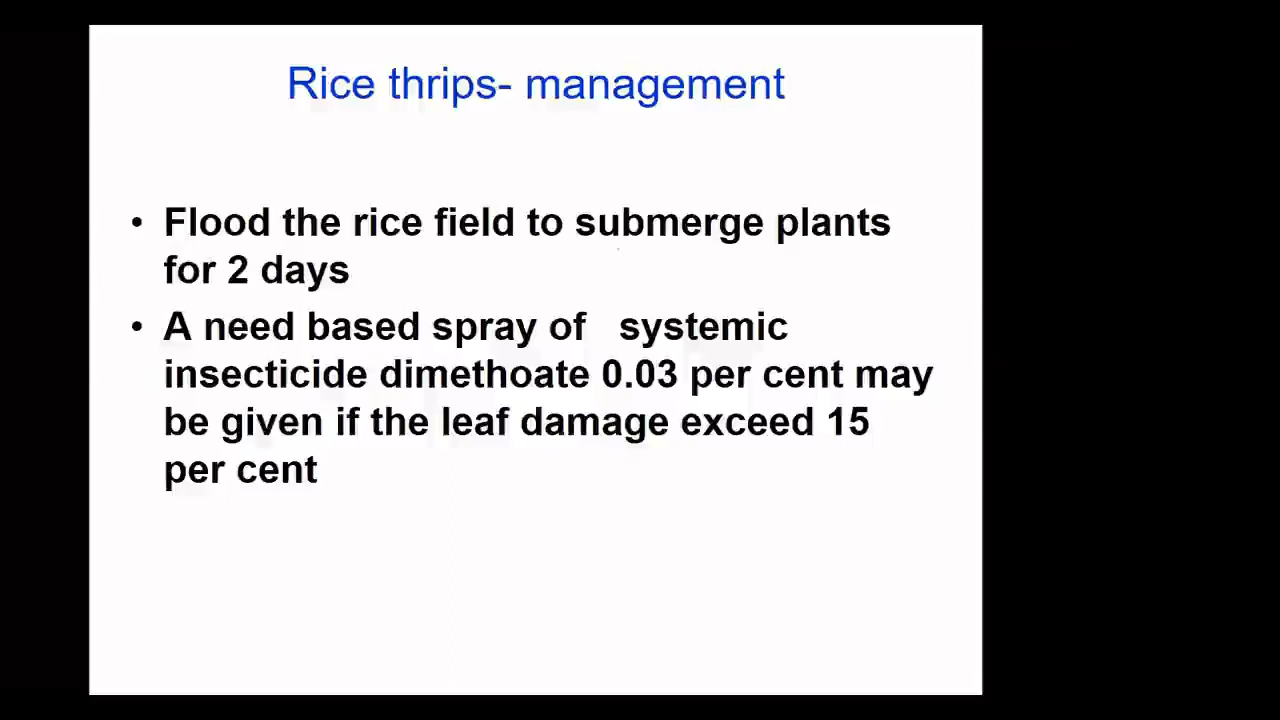 Rice thrips- management
• Flood the rice field to submerge plants
for 2 days
• A need based spray of   systemic
insecticide dimethoate 0.03 per cent may
be given if the leaf damage exceed 15
per cent